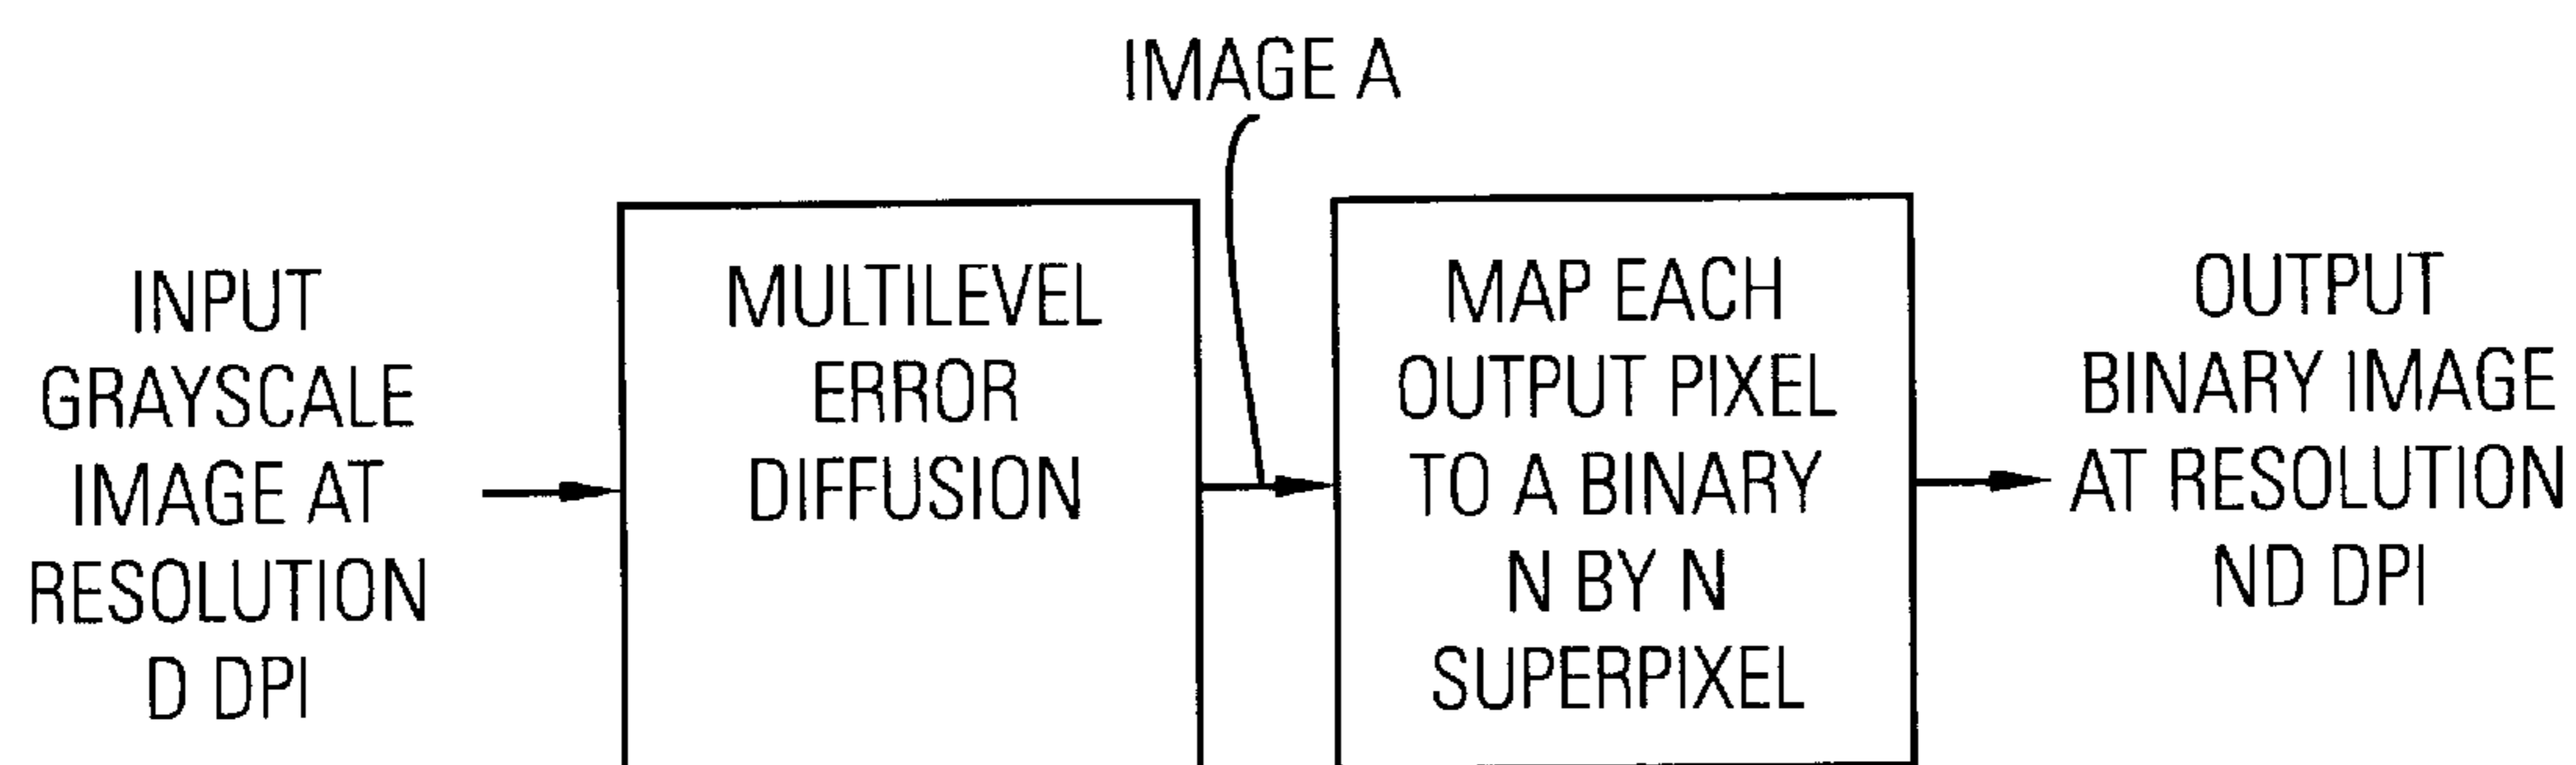 IMAGE A
INPUT
GRAYSCALE
IMAGE AT
RESOLUTION
D DPI
MULTILEVEL
ERROR
DIFFUSION
MAP EACH
OUTPUT PIXEL
TO A BINARY
N BY N
SUPERPIXEL
OUTPUT
BINARY IMAGE
AT RESOLUTION
ND DPI